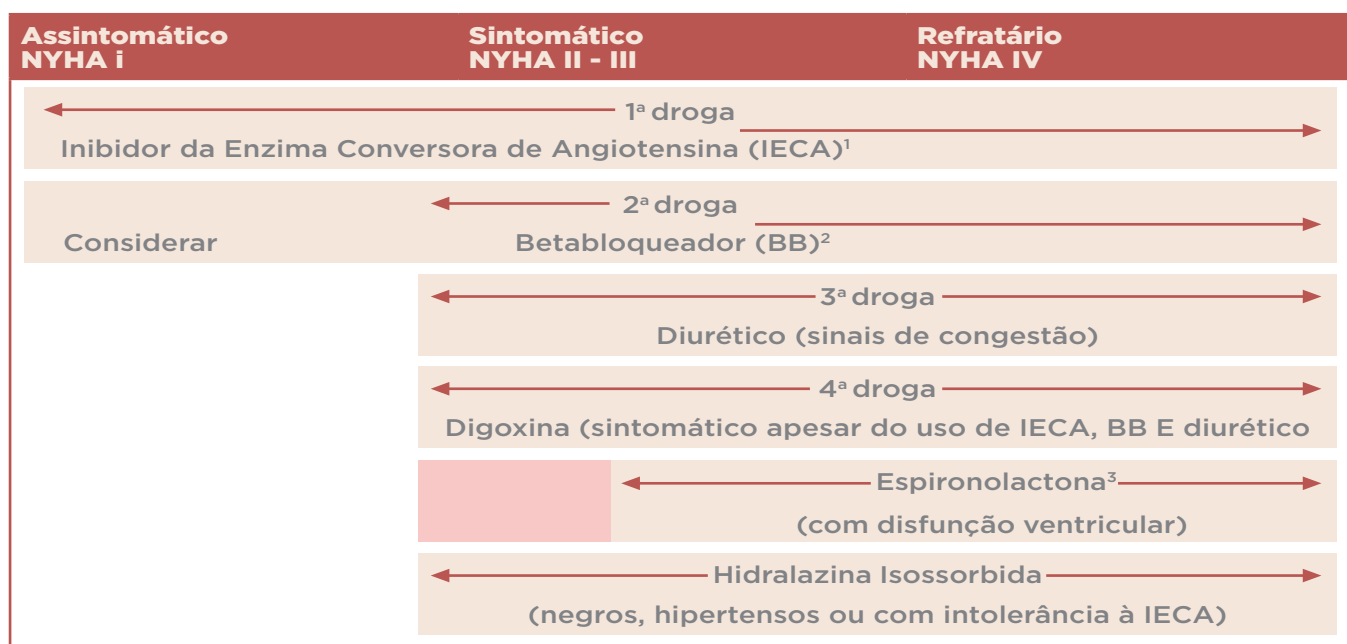 Assintomático Sintomático Refratário
NYHA i NYHA II - III NYHA IV
1ª droga
Inibidor da Enzima Conversora de Angiotensina (IECA)¹
2ª droga
Considerar Betabloqueador (BB)²
3ª droga
Diurético (sinais de congestão)
4ª droga
Digoxina (sintomático apesar do uso de IECA, BB E diurético
Espironolactona³
(com disfunção ventricular)
Hidralazina Isossorbida
(negros, hipertensos ou com intolerância à IECA)